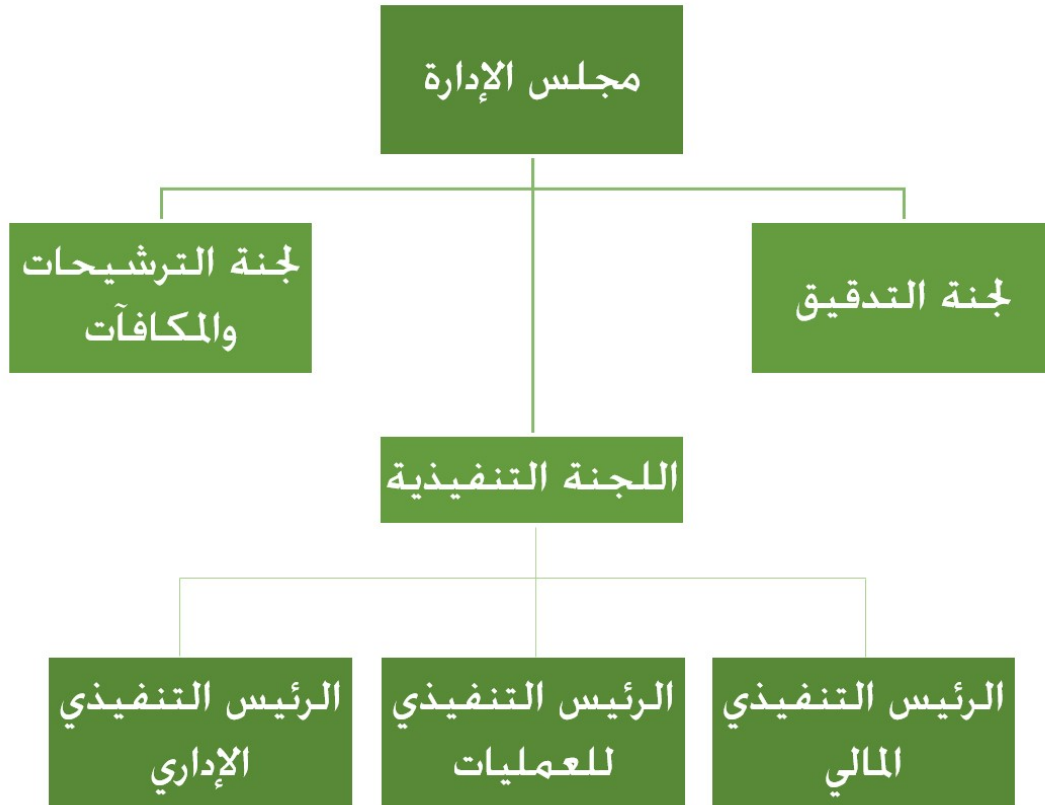 مجلس الإدارة
لجنة التدقيق
لجنة الترشيحات
والمكافآت
اللجنة التنفيذية
الرئيس التنفيذي
المالي
الرئيس التنفيذي
للعمليات
الرئيس التنفيذي
الإداري